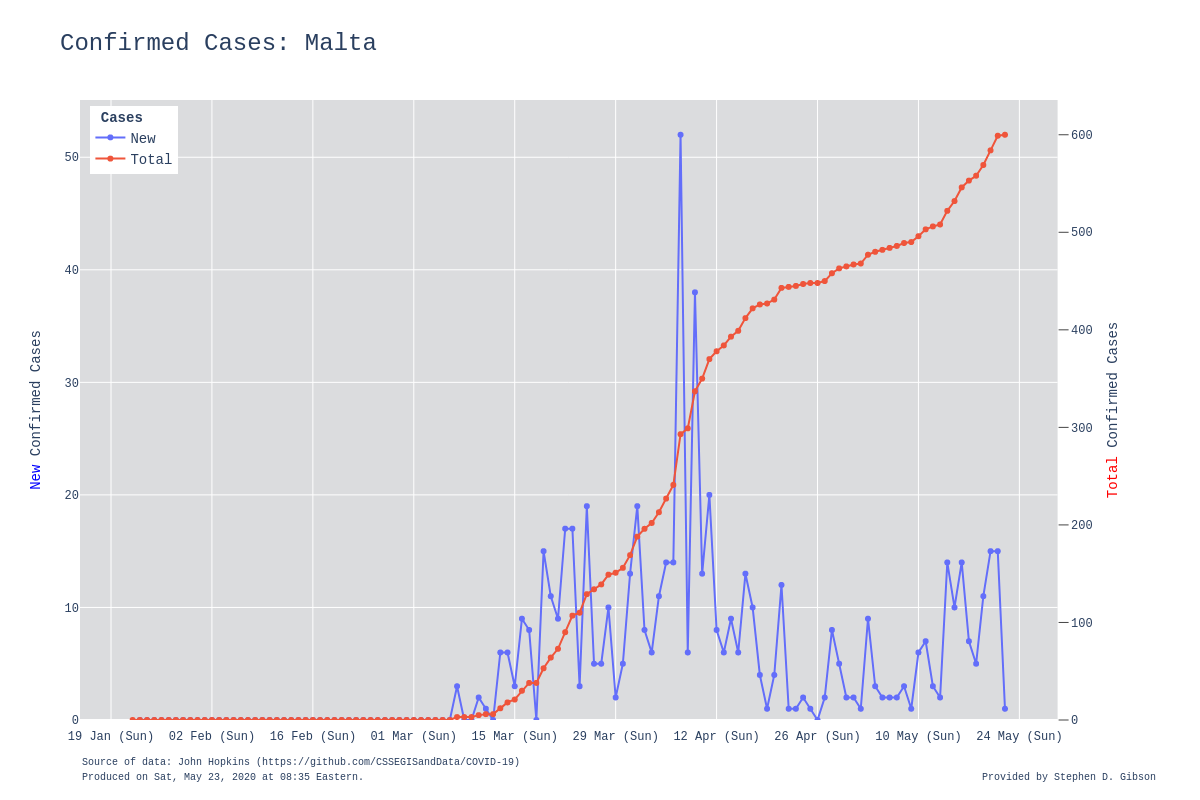 Confirmed Cases: Malta
Cases
New
Total
50
40
30
20
10
0
600
500
400
300
200
100
0
New Confirmed Cases
Total Confirmed Cases
19 Jan (Sun) 02 Feb (Sun) 16 Feb (Sun) 01 Mar (Sun) 15 Mar (Sun) 29 Mar (Sun) 12 Apr (Sun) 26 Apr (Sun) 10 May (Sun) 24 May (Sun)
Source of data: John Hopkins (https://github.com/CSSEGISandData/COVID-19)
Produced on Sat, May 23, 2020 at 08:35 Eastern.
Provided by Stephen D. Gibson